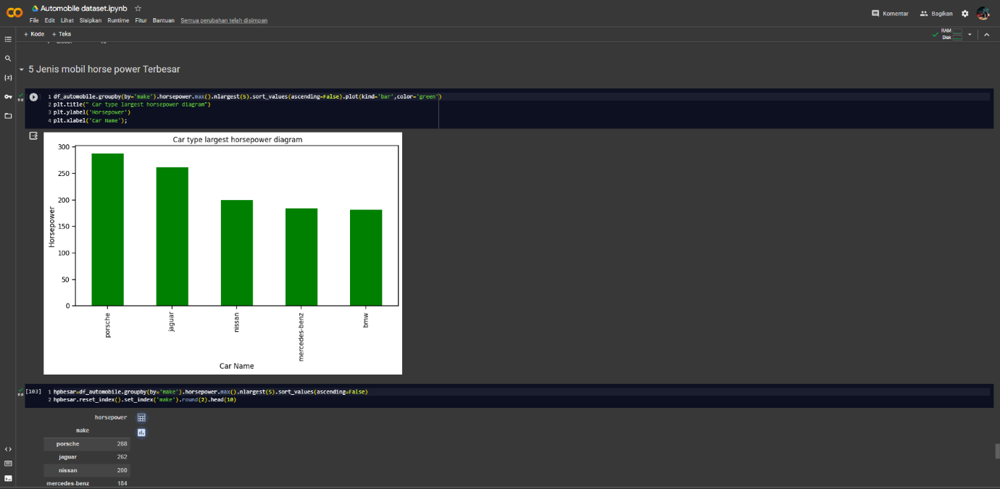 Automobile dataset.ipynb
File Edit Lihat Sisipkan Runtime Fitur Bantuan Semua perubahan telah disimpan
Komentar Bagikan
+ Kode + Teks
RAM
Disk
5 Jenis mobil horse power Terbesar
1 df_automobile.groupby(by='make').horsepower.max().nlargest(5).sort_values(ascending=False).plot(kind='bar',color='green')
2 plt.title(" Car type largest horsepower diagram")
3 plt.ylabel('Horsepower')
4 plt.xlabel('Car Name');
Car type largest horsepower diagram
300
250
200
150
100
50
0
Horsepower
porsche
jaguar
nissan
mercedes-benz
bmw
Car Name
[103] 1 hpbesar=df_automobile.groupby(by='make').horsepower.max().nlargest(5).sort_values(ascending=False)
2 hpbesar.reset_index().set_index('make').round(2).head(10)
horsepower
make
porsche 288
jaguar 262
nissan 200
mercedes-benz 184